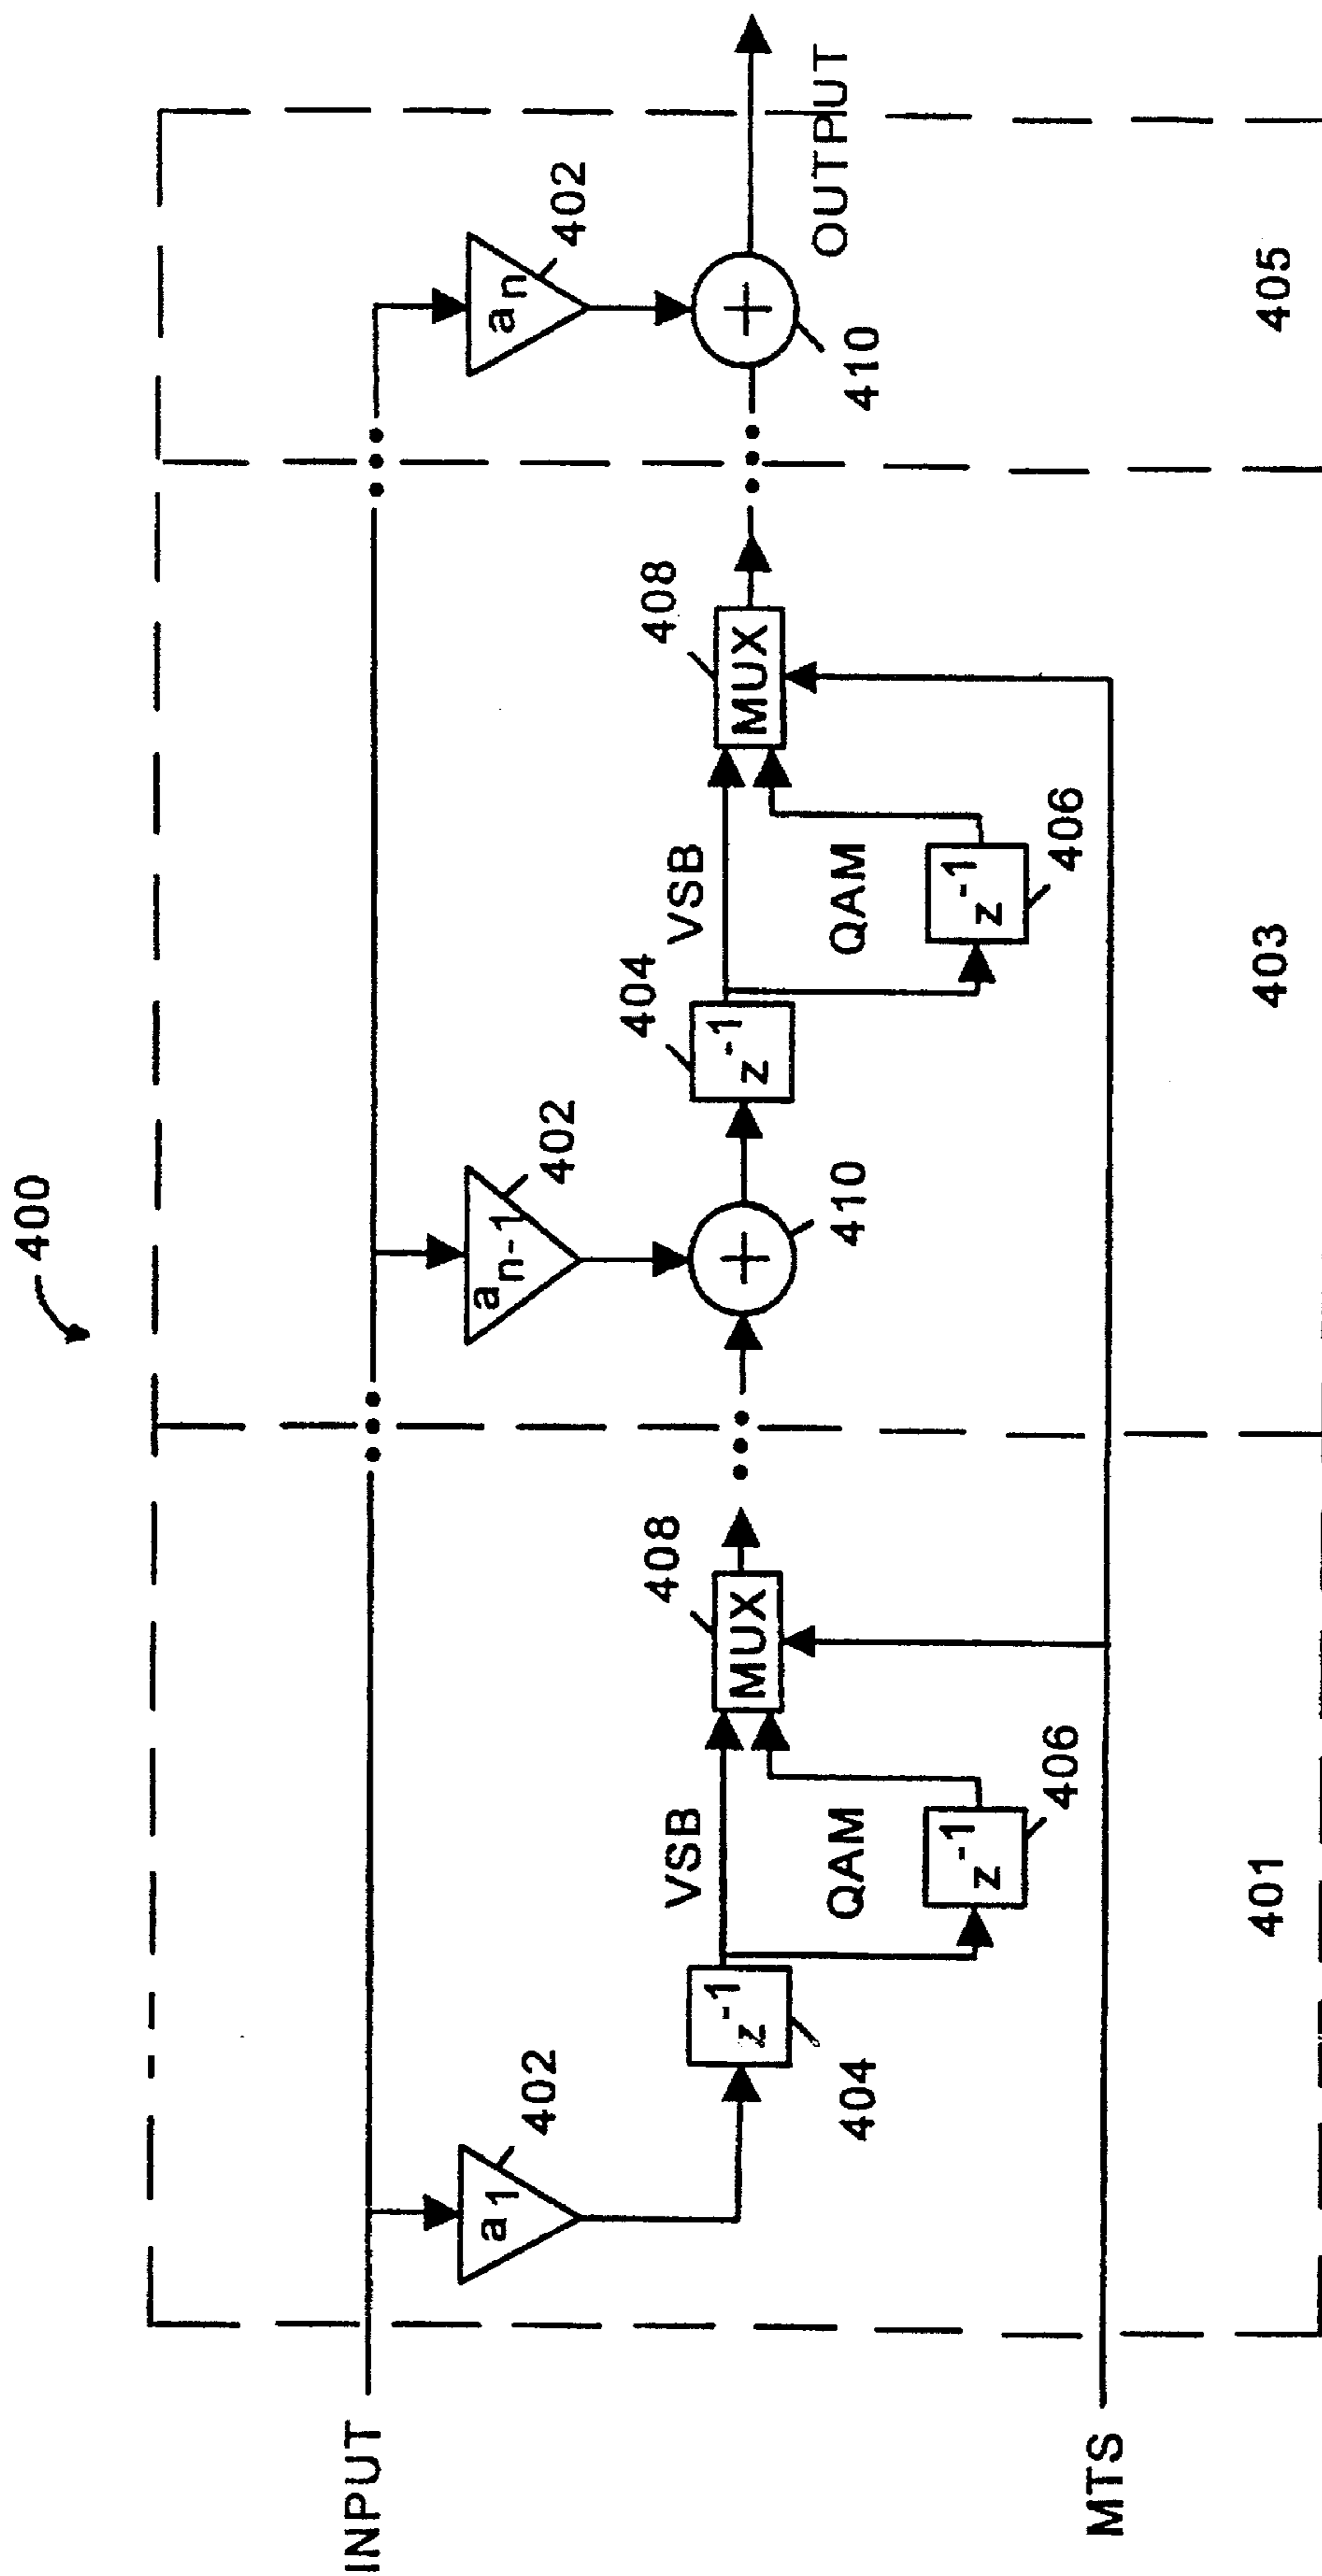 400
INPUT
a1
402
an-1
402
an
402
404
z-1
VSB
QAM
z-1
406
MUX
408
410
+
404
z-1
VSB
QAM
z-1
406
MUX
408
+
410
OUTPUT
MTS
401
403
405